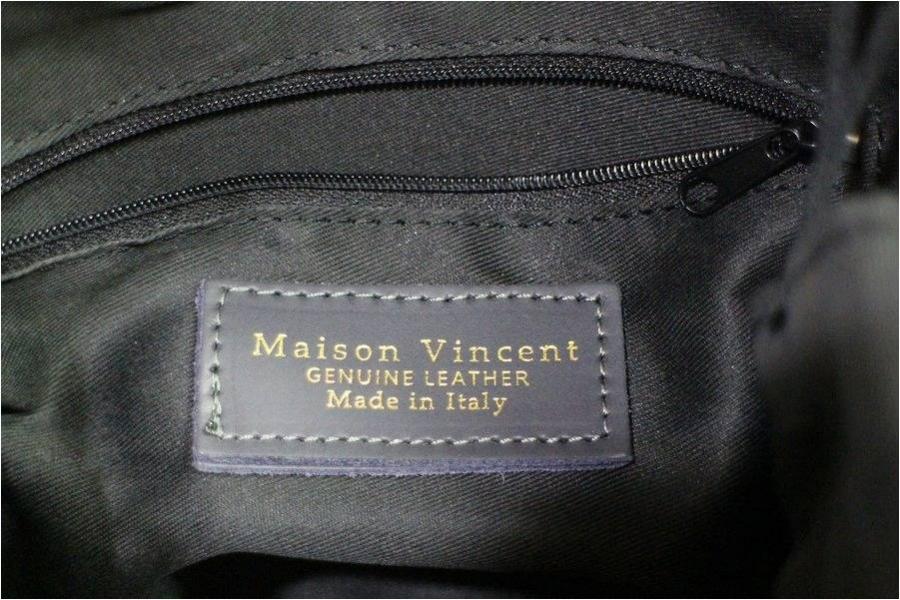 Maison Vincent
GENUINE LEATHER
Made in Italy